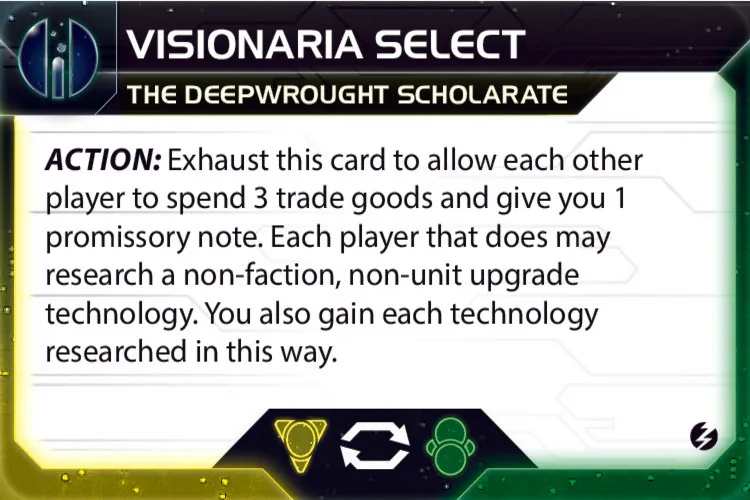 VISIONARIA SELECT
THE DEEPWROUGHT SCHOLARATE
ACTION: Exhaust this card to allow each other
player to spend 3 trade goods and give you 1
promissory note. Each player that does may
research a non-faction, non-unit upgrade
technology. You also gain each technology
researched in this way.